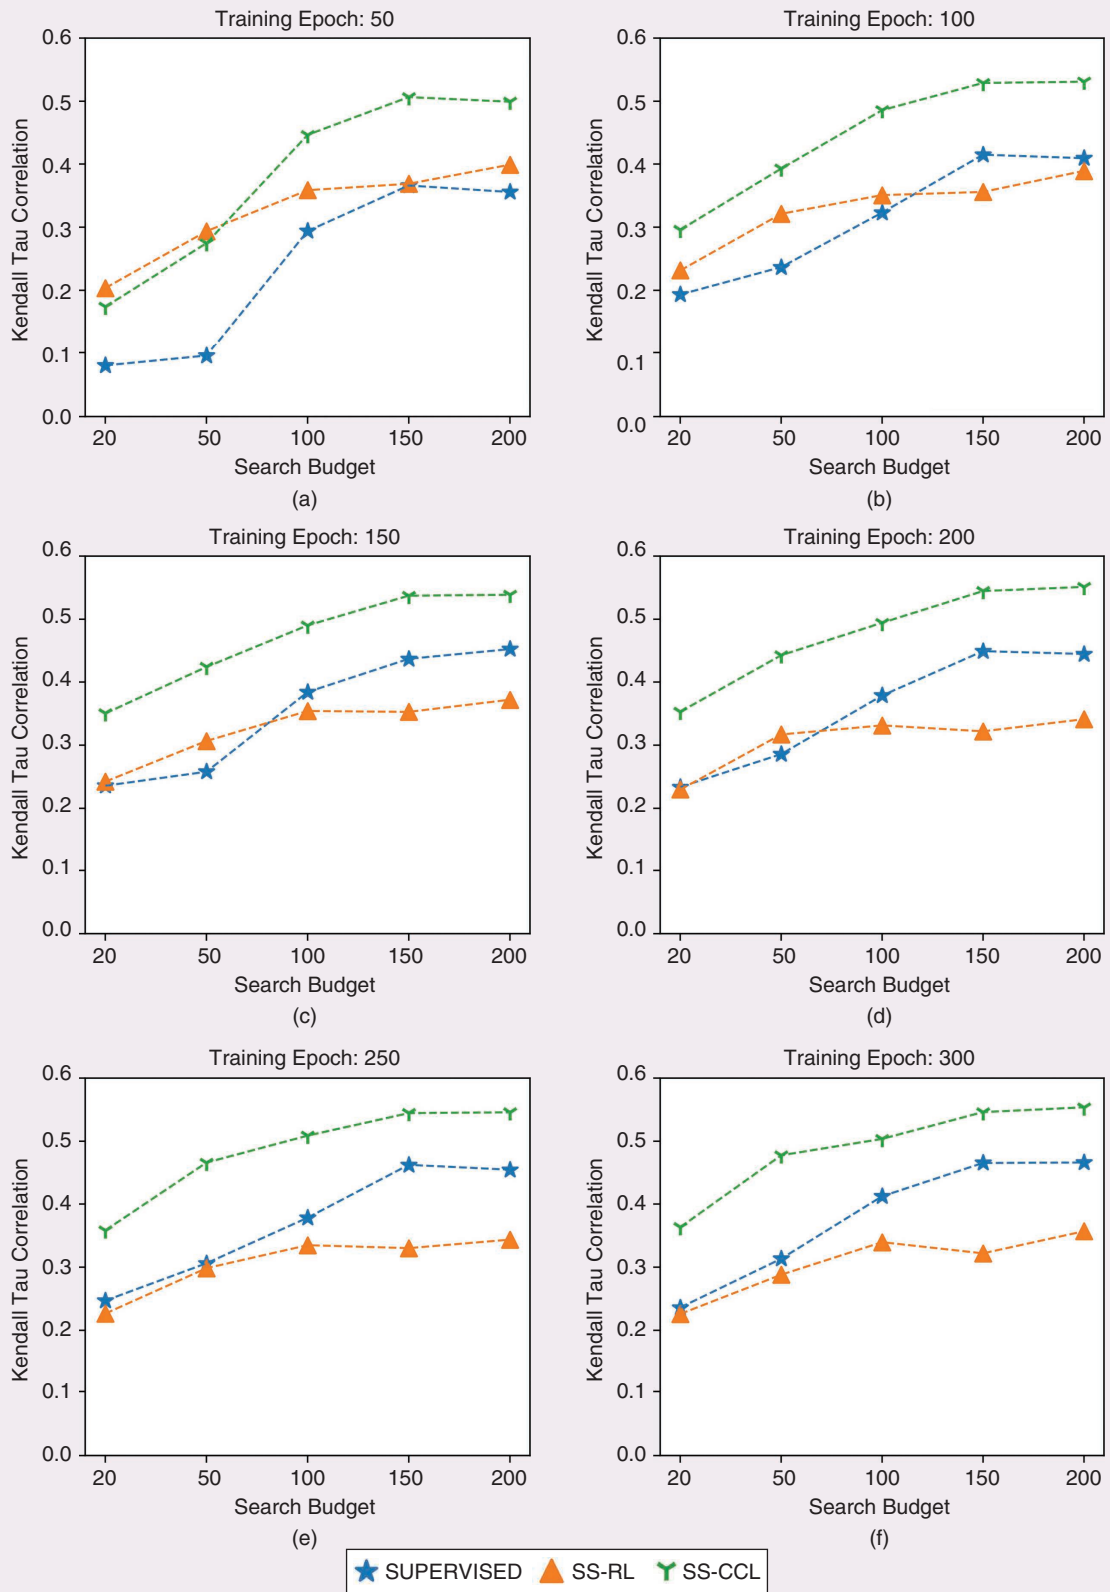 Training Epoch: 50
0.6
0.5
0.4
0.3
0.2
0.1
0.0
Kendall Tau Correlation
20 50 100 150 200
Search Budget
(a)
Training Epoch: 100
0.6
0.5
0.4
0.3
0.2
0.1
0.0
Kendall Tau Correlation
20 50 100 150 200
Search Budget
(b)
Training Epoch: 150
0.6
0.5
0.4
0.3
0.2
0.1
0.0
Kendall Tau Correlation
20 50 100 150 200
Search Budget
(c)
Training Epoch: 200
0.6
0.5
0.4
0.3
0.2
0.1
0.0
Kendall Tau Correlation
20 50 100 150 200
Search Budget
(d)
Training Epoch: 250
0.6
0.5
0.4
0.3
0.2
0.1
0.0
Kendall Tau Correlation
20 50 100 150 200
Search Budget
(e)
Training Epoch: 300
0.6
0.5
0.4
0.3
0.2
0.1
0.0
Kendall Tau Correlation
20 50 100 150 200
Search Budget
(f)
SUPERVISED SS-RL SS-CCL